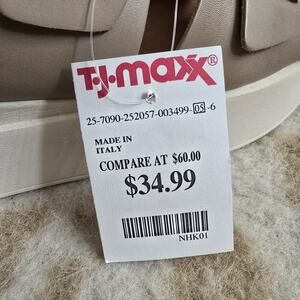 T·J·maxx®
25-7090-252057-003499-05-6
MADE IN
ITALY
COMPARE AT $60.00
$34.99
NHK01